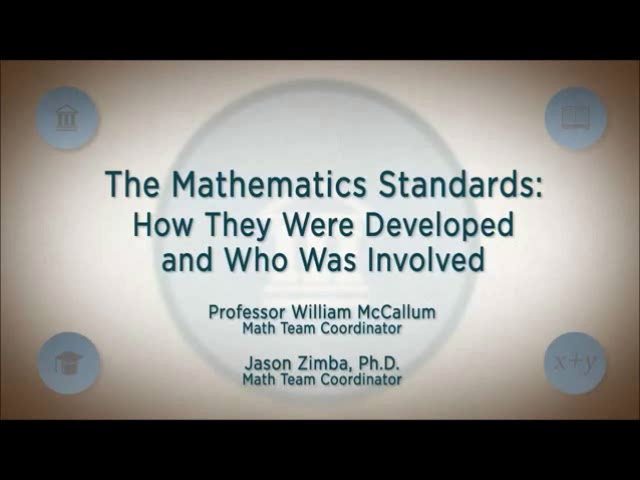 The Mathematics Standards:
How They Were Developed
and Who Was Involved
Professor William McCallum
Math Team Coordinator
Jason Zimba, Ph.D.
Math Team Coordinator
x+y